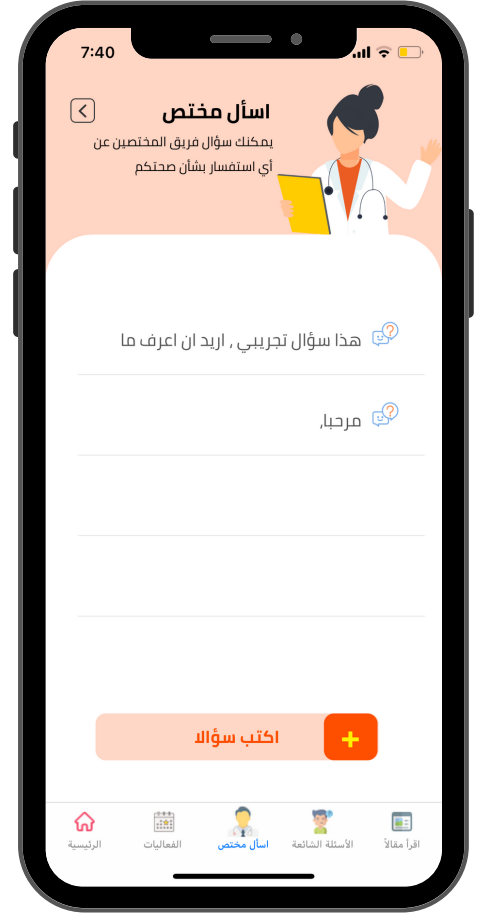 7:40
اسأل مختص
يمكنك سؤال فريق المختصين عن
أي استفسار بشأن صحتكم
هذا سؤال تجريبي , اريد ان اعرف ما
مرحبا,
اكتب سؤالا
+
اقرأ مقالاً
الأسئلة الشائعة
اسأل مختص
الفعاليات
الرئيسية